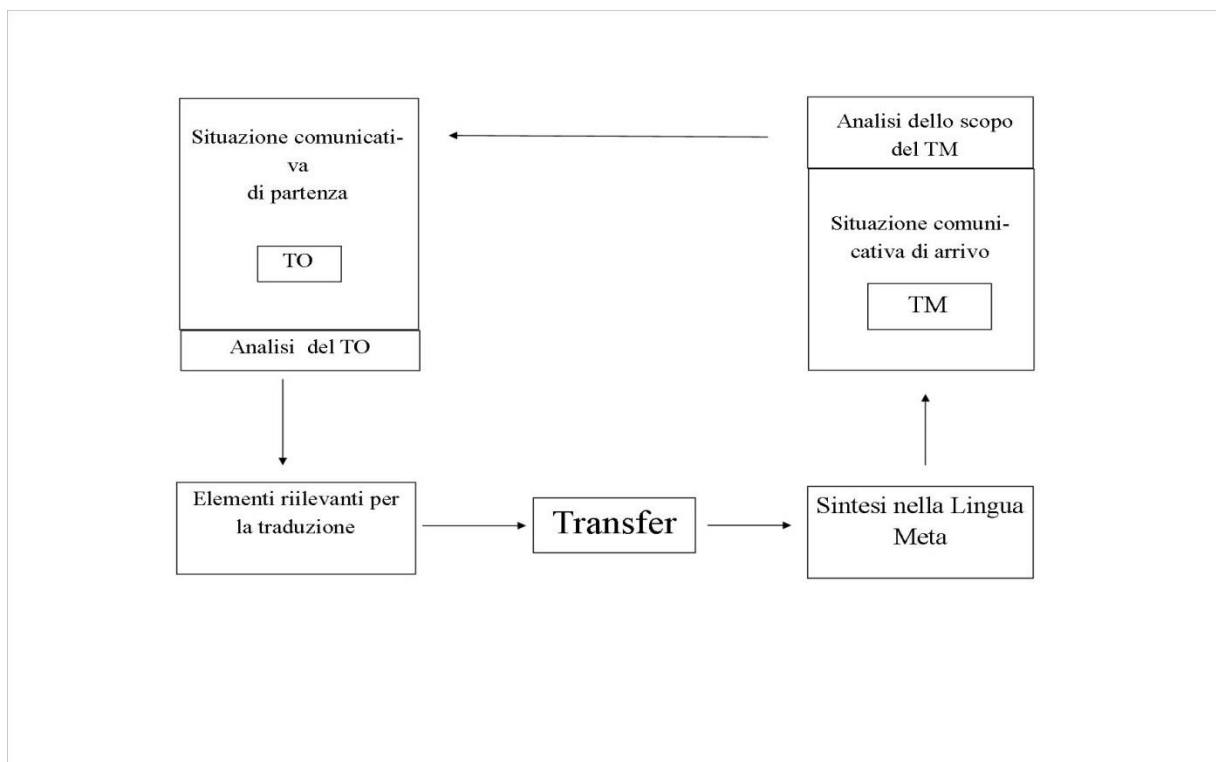 Situazione comunicati-
va
di partenza
TO
Analisi del TO
Analisi dello scopo
del TM
Situazione comuni-
cativa di arrivo
TM
Elementi riilevanti per
la traduzione
Transfer
Sintesi nella Lingua
Meta